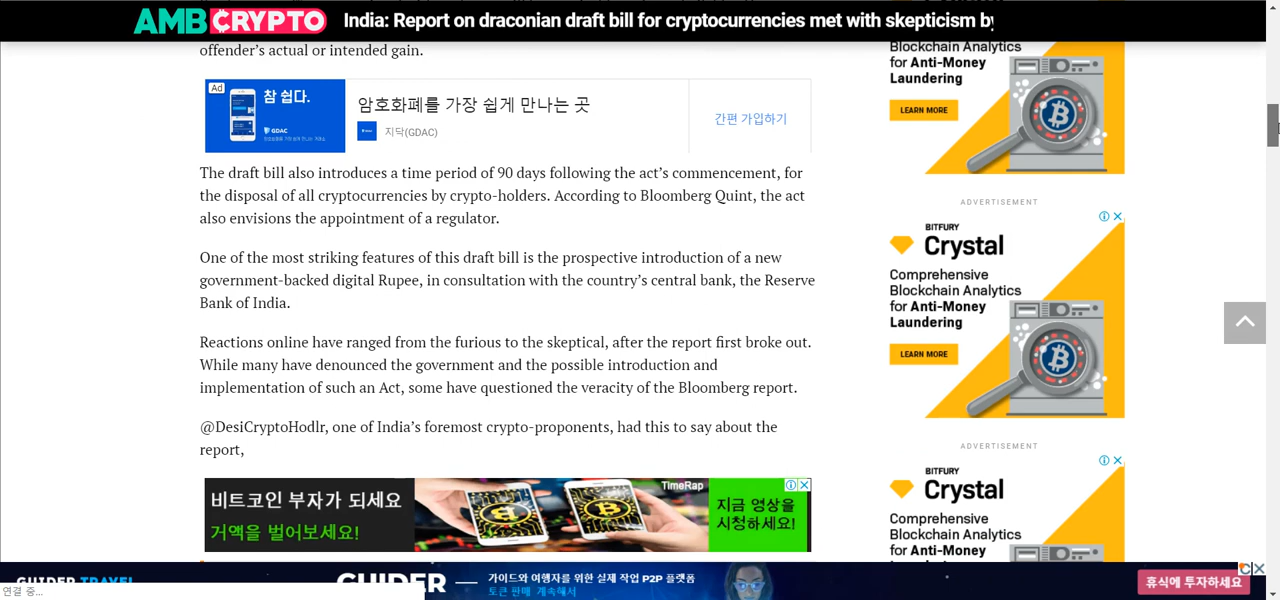 AMBCRYPTO
India: Report on draconian draft bill for cryptocurrencies met with skepticism by
offender's actual or intended gain.
Ad
참 쉽다.
GDAC
암호화폐를 가장 쉽게 만나는 곳
지닥(GDAC)
간편 가입하기
The draft bill also introduces a time period of 90 days following the act's commencement, for
the disposal of all cryptocurrencies by crypto-holders. According to Bloomberg Quint, the act
also envisions the appointment of a regulator.
One of the most striking features of this draft bill is the prospective introduction of a new
government-backed digital Rupee, in consultation with the country's central bank, the Reserve
Bank of India.
Reactions online have ranged from the furious to the skeptical, after the report first broke out.
While many have denounced the government and the possible introduction and
implementation of such an Act, some have questioned the veracity of the Bloomberg report.
@DesiCryptoHodlr, one of India's foremost crypto-proponents, had this to say about the
report,
비트코인 부자가 되세요
거액을 벌어보세요!
TimeRap
지금 영상을
시청하세요!
Blockchain Analytics
for Anti-Money
Laundering
LEARN MORE
ADVERTISEMENT
BITFURY
Crystal
Comprehensive
Blockchain Analytics
for Anti-Money
Laundering
LEARN MORE
ADVERTISEMENT
BITFURY
Crystal
Comprehensive
Blockchain Analytics
for Anti-Money
GUIDER TRAVEL
GUIDER
가이드와 여행자를 위한 실제 작업 P2P 플랫폼
토큰 판매 계속해서
휴식에 투자하세요
연결 중...